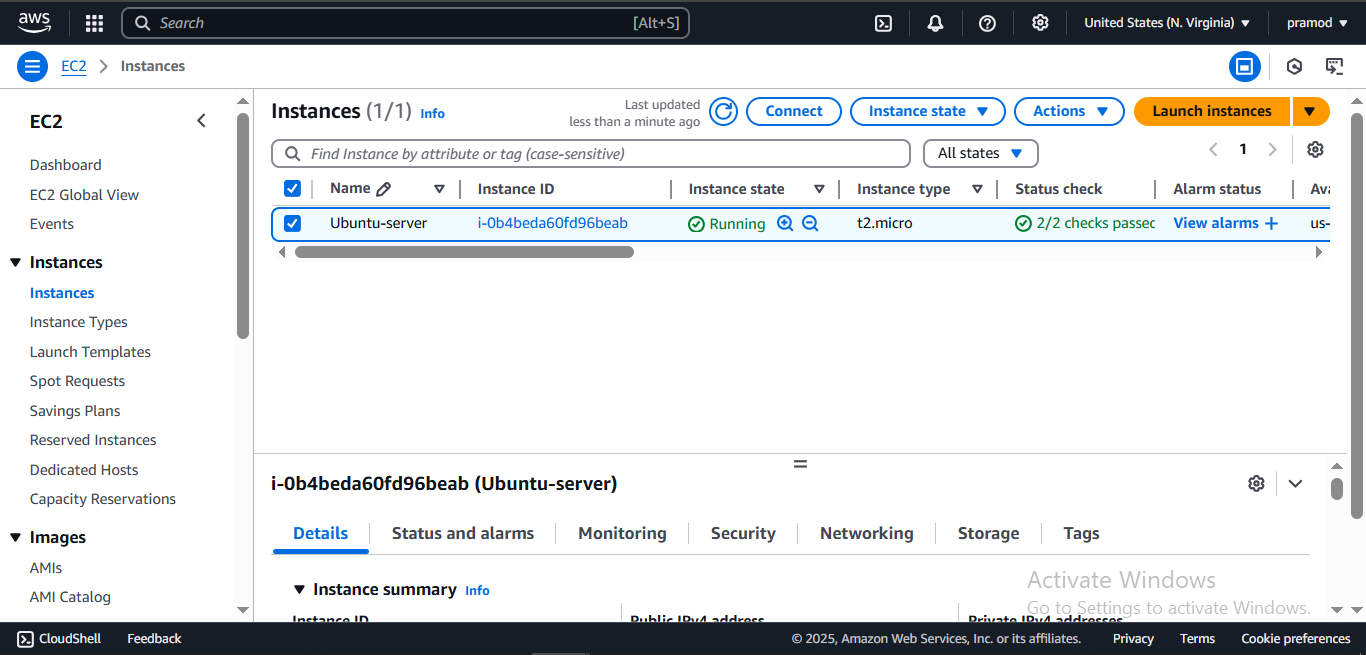 aws
Search [Alt+S]
United States (N. Virginia)
pramod
EC2 Instances
EC2
Dashboard
EC2 Global View
Events
Instances
Instances
Instance Types
Launch Templates
Spot Requests
Savings Plans
Reserved Instances
Dedicated Hosts
Capacity Reservations
Images
AMIs
AMI Catalog
Instances (1/1) Info
Last updated
less than a minute ago
Connect
Instance state
Actions
Launch instances
Find Instance by attribute or tag (case-sensitive)
All states
1
Name Instance ID Instance state Instance type Status check Alarm status Ava
Ubuntu-server i-0b4beda60fd96beab Running t2.micro 2/2 checks passed View alarms + us-
i-0b4beda60fd96beab (Ubuntu-server)
Details Status and alarms Monitoring Security Networking Storage Tags
Instance summary Info
Instance ID Public IPv4 address Private IPv4 addresses
Activate Windows
Go to Settings to activate Windows.
CloudShell Feedback © 2025, Amazon Web Services, Inc. or its affiliates. Privacy Terms Cookie preferences